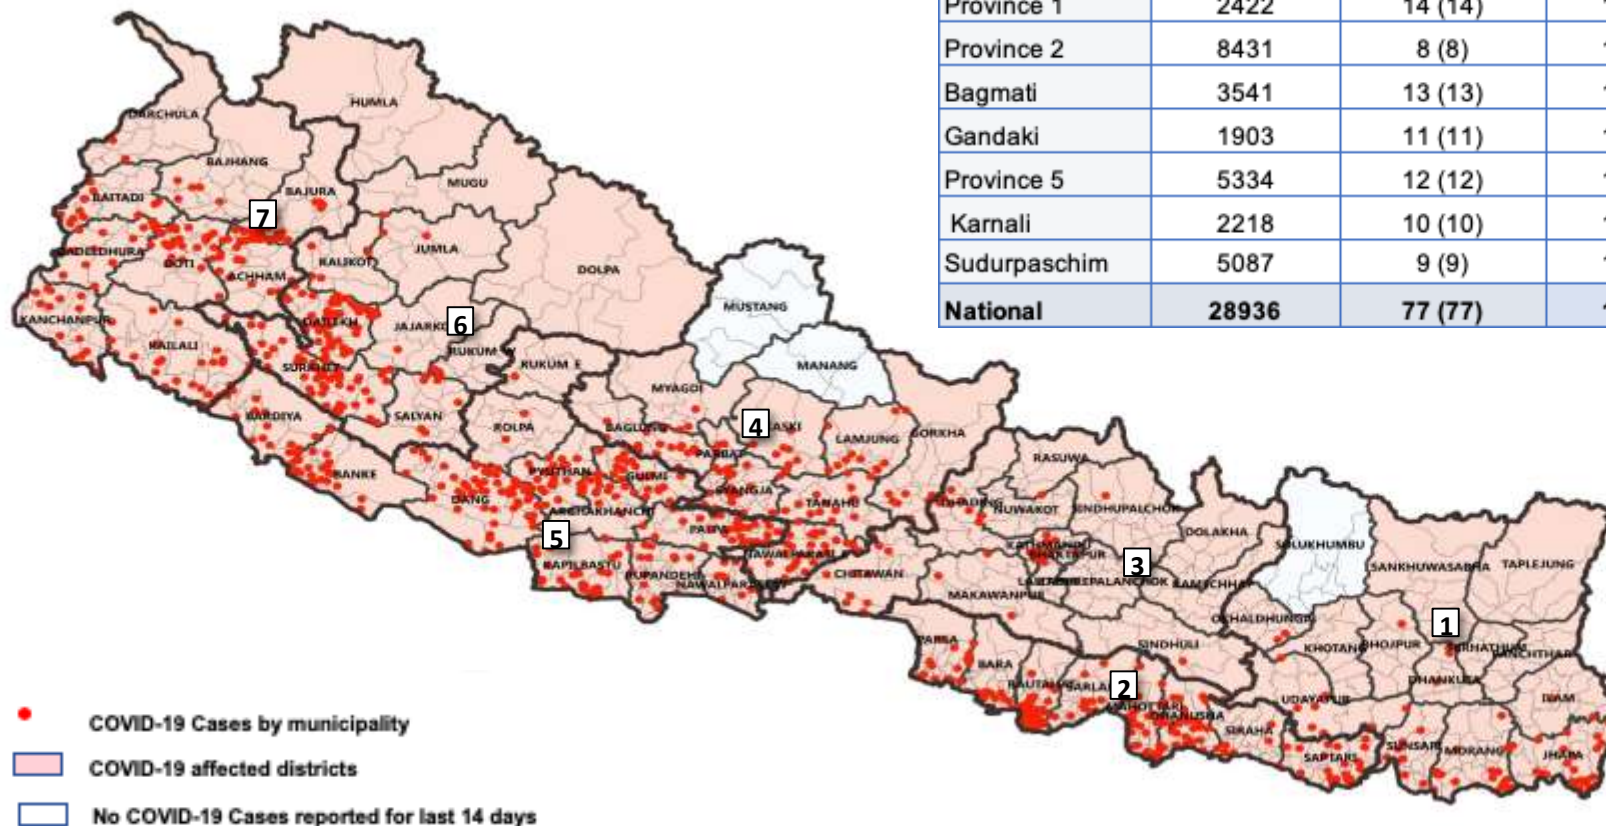 Province 1 2422 14 (14)
Province 2 8431 8 (8)
Bagmati 3541 13 (13)
Gandaki 1903 11 (11)
Province 5 5334 12 (12)
Karnali 2218 10 (10)
Sudurpaschim 5087 9 (9)
National 28936 77 (77)
HUMLA
DARCHULA
BAJHANG
MUGU
BAJURA
BAITADI
7
JUMLA
DADELDHURA
DOTI
KALIKOT
ACHHAM
DOLPA
MUSTANG
KANCHANPUR
DAILEKH
6
KAILALI
RUKUM W
RUKUM E
MANANG
SURKHET
MYAGDI
BARDIYA
SALYAN
ROLPA
BAGLUNG
4
KASKI
LAMJUNG
GORKHA
PARBAT
RASUWA
BANKE
PYUTHAN
GULMI
SYANGJA
DANG
TANAHU
DHADING
NUWAKOT
SINDHUPALCHOK
ARGHAKHANCHI
DOLAKHA
PALPA
5
KATHMANDU
SOLUKHUMBU
3
KAPILBASTU
RUPANDEHI
CHITAWAN
SANKHUWASABHA
TAPLEJUNG
MAKAWANPUR
RAMECHHAP
OKHALDHUNGA
1
PARSA
SINDHULI
KHOTANG
BHOJPUR
PANCHTHAR
BARA
2
DHANKUTA
RAUTAHAT
UDAYAPUR
ILAM
DHANUSHA
SIRAHA
SAPTARI
SUNSARI
MORANG
JHAPA
COVID-19 Cases by municipality
COVID-19 affected districts
No COVID-19 Cases reported for last 14 days